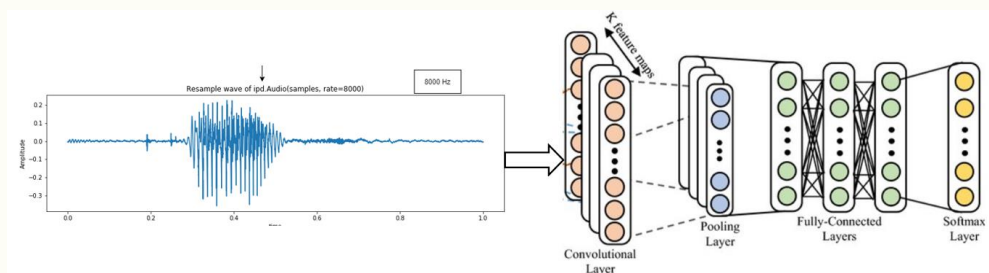 8000 Hz
Resample wave of ipd.Audio(samples, rate=8000)
Amplitude
0.2
0.1
0.0
−0.1
−0.2
−0.3
0.0 0.2 0.4 0.6 0.8 1.0
K feature maps
Convolutional
Layer
Pooling
Layer
Fully-Connected
Layers
Softmax
Layer